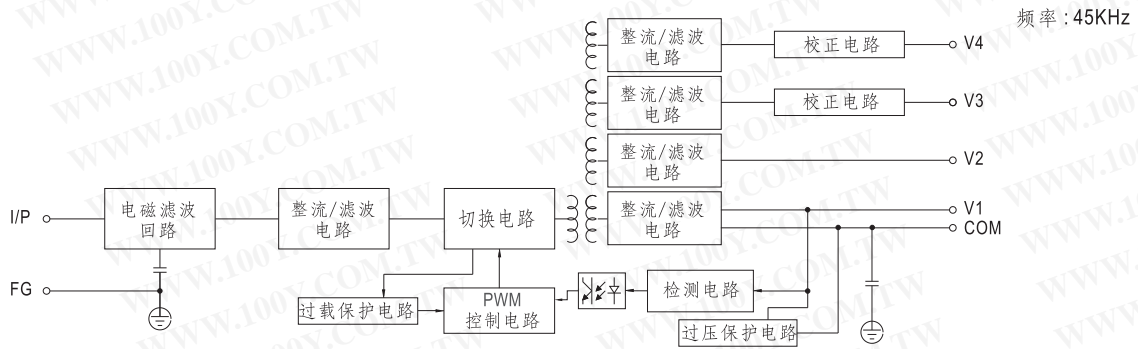 频率 : 45KHz
整流/滤波
电路
校正电路
V4
整流/滤波
电路
校正电路
V3
整流/滤波
电路
V2
I/P
电磁滤波
回路
整流/滤波
电路
切换电路
整流/滤波
电路
V1
COM
FG
过载保护电路
PWM
控制电路
检测电路
过压保护电路
WWW.100Y.COM.TW